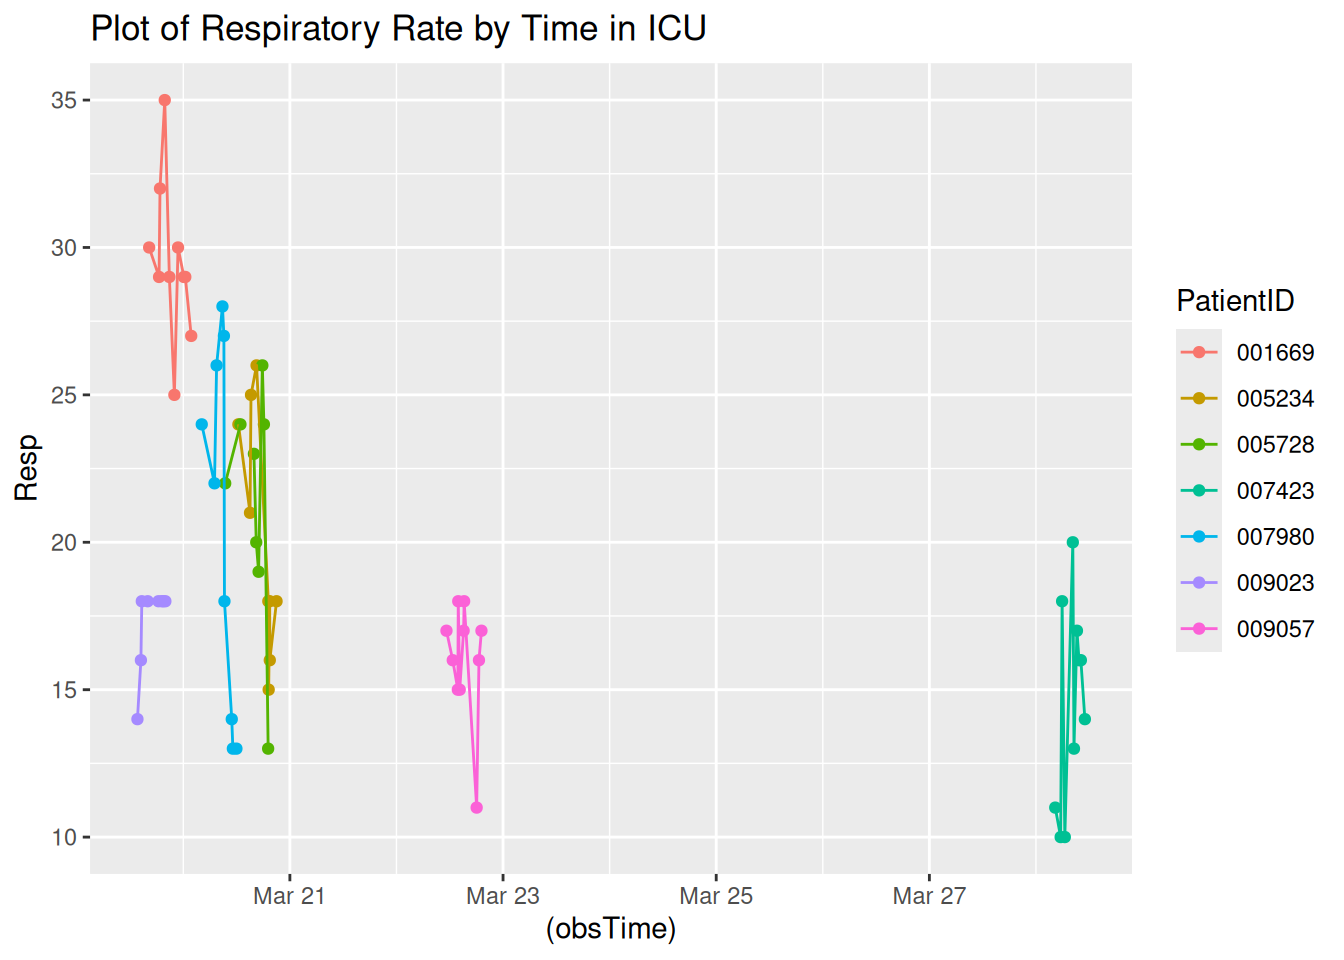 Plot of Respiratory Rate by Time in ICU
35
30
25
20
15
10
Resp
Mar 21
Mar 23
Mar 25
Mar 27
(obsTime)
PatientID
001669
005234
005728
007423
007980
009023
009057